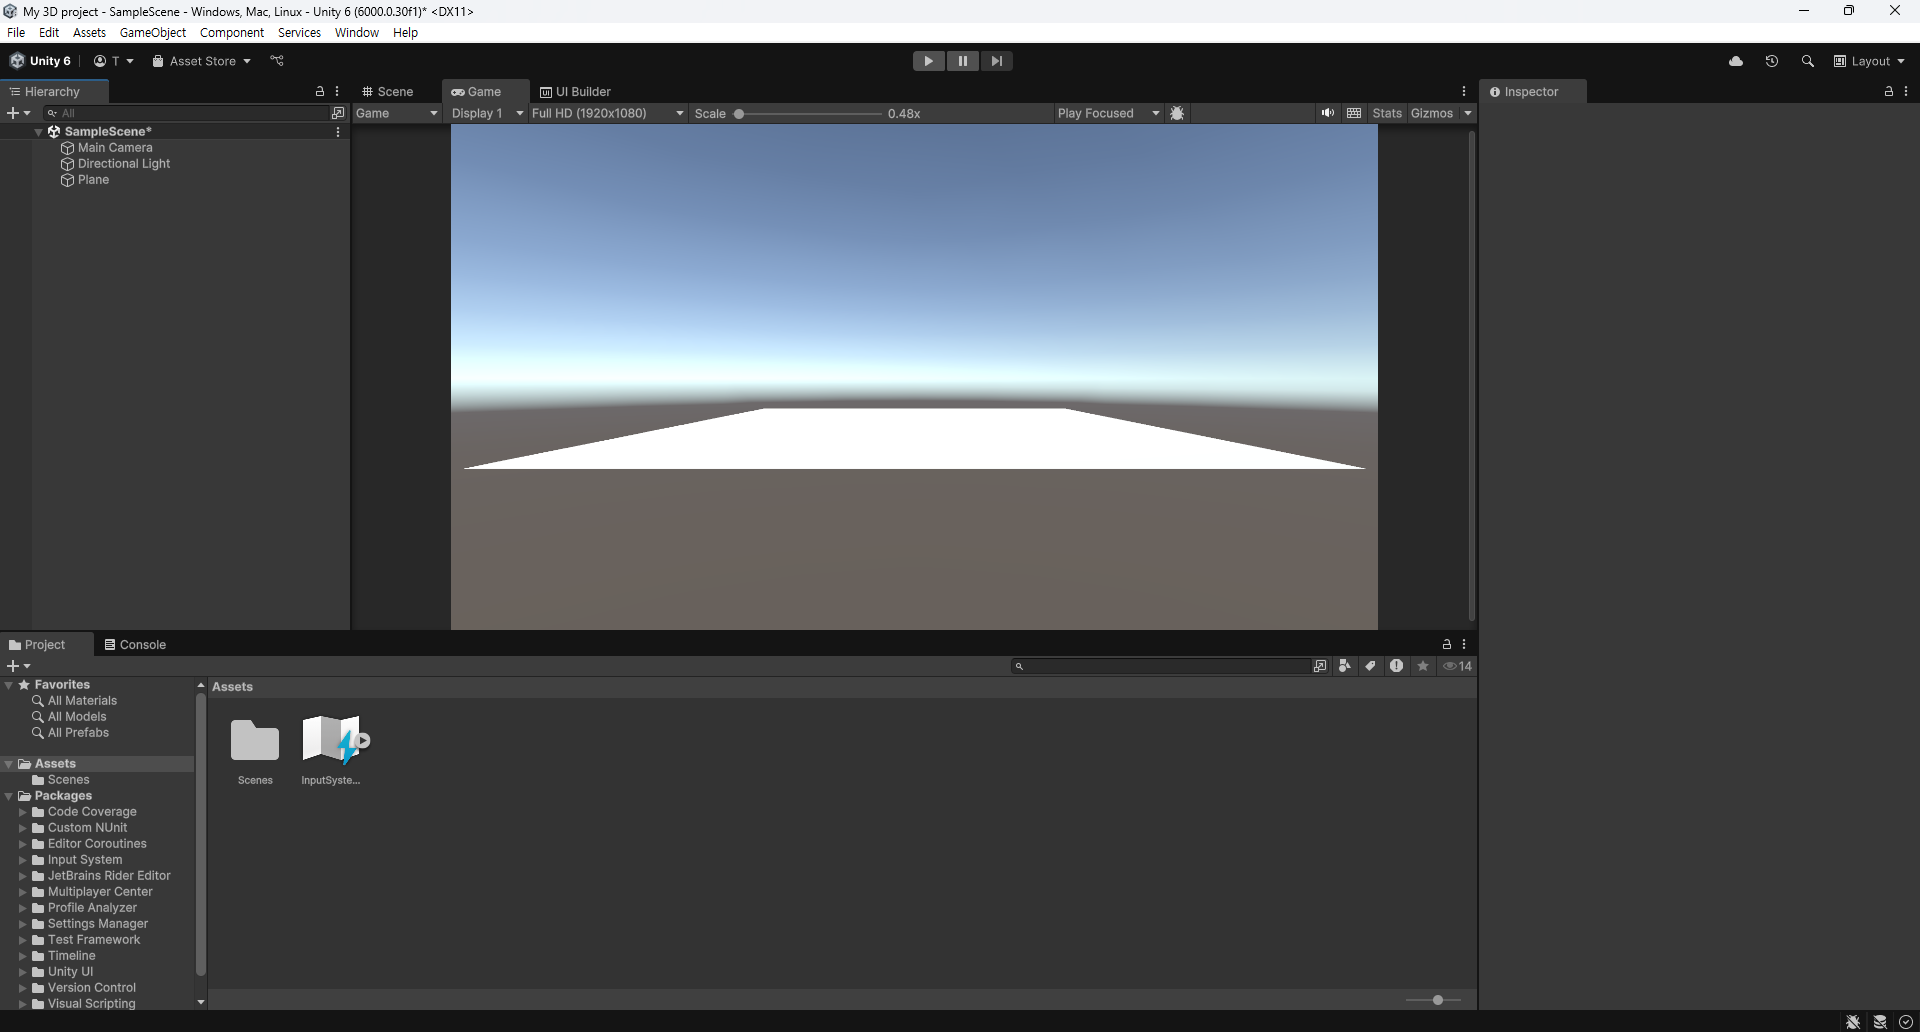 My 3D project - SampleScene - Windows, Mac, Linux - Unity 6 (6000.0.30f1)* <DX11>
File Edit Assets GameObject Component Services Window Help
Unity 6 T Asset Store Layout
Hierarchy Scene Game UI Builder Inspector
All Game Display 1 Full HD (1920x1080) Scale 0.48x Play Focused Stats Gizmos
SampleScene*
Main Camera
Directional Light
Plane
Project Console
14
Favorites
All Materials
All Models
All Prefabs
Assets
Scenes
Packages
Code Coverage
Custom NUnit
Editor Coroutines
Input System
JetBrains Rider Editor
Multiplayer Center
Profile Analyzer
Settings Manager
Test Framework
Timeline
Unity UI
Version Control
Visual Scripting
Assets
Scenes InputSyste...